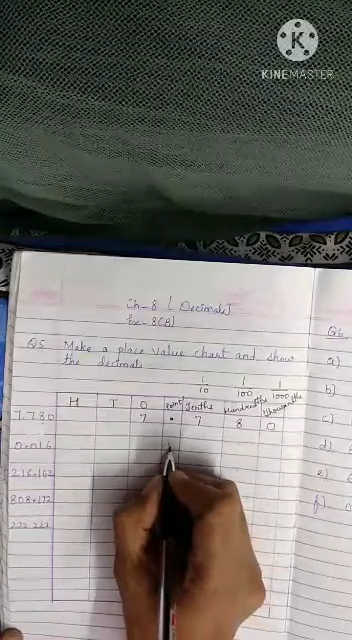 K
KINEMASTER
Ch-8 [Decimals]
Ex-8(B)
Q5 Make a place value chart and show
the decimals
1/10 1/100 1/1000
H T O Point Tenths Hundredths Thousandths
7.780 7 . 7 8 0
0.016
216.162
808.172
222.222
Q6
a)
b)
c)
d)
e)
f)